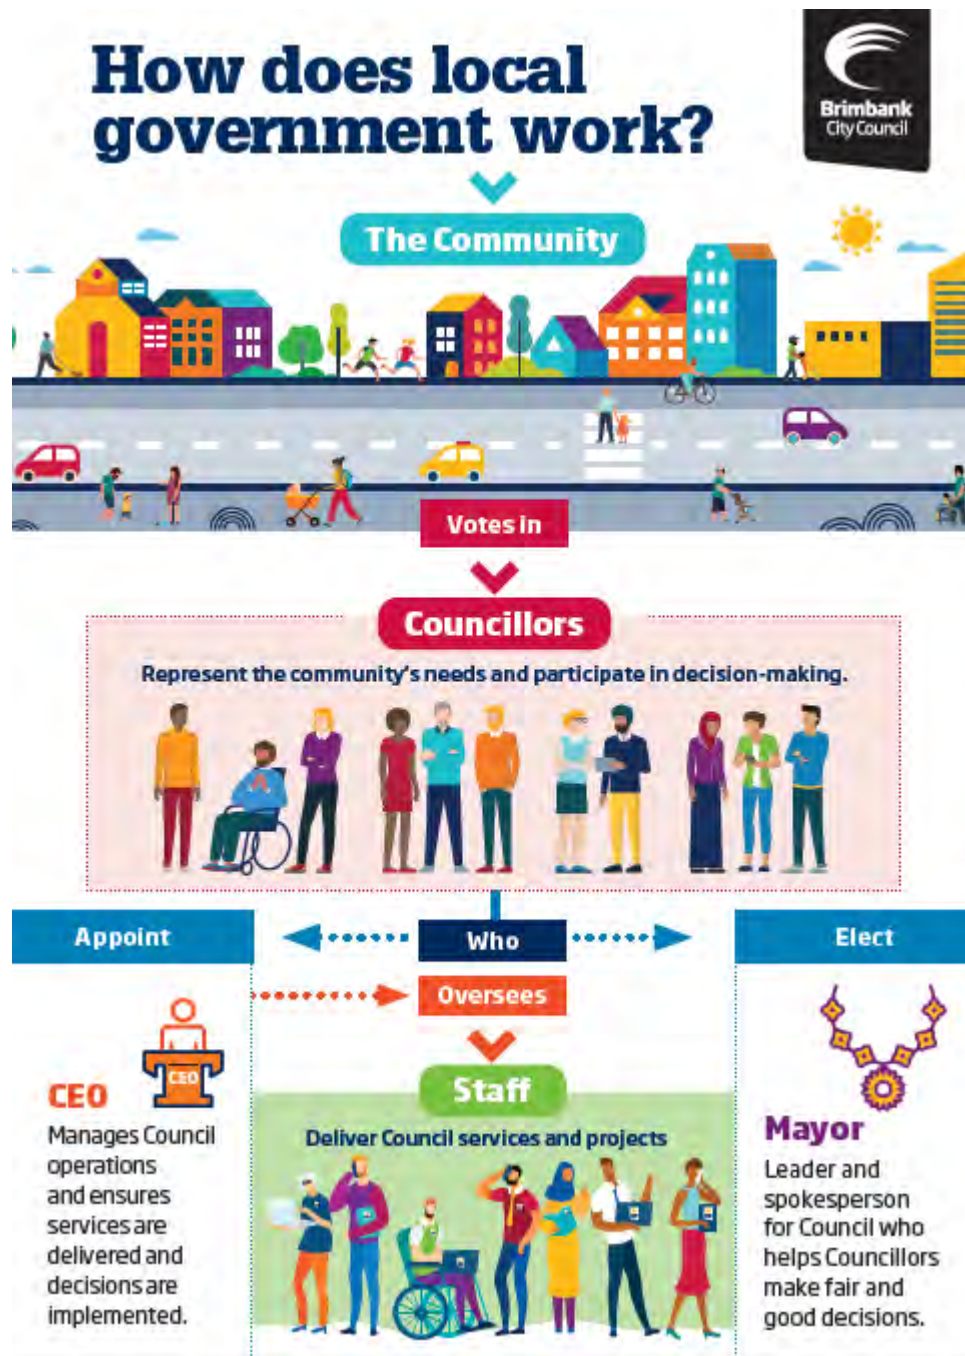 How does local
government work?
Brimbank
City Council
The Community
Votes in
Councillors
Represent the community's needs and participate in decision-making.
Appoint
Who
Elect
Oversees
CEO
CEO
Manages Council
operations
and ensures
services are
delivered and
decisions are
implemented.
Staff
Deliver Council services and projects
Mayor
Leader and
spokesperson
for Council who
helps Councillors
make fair and
good decisions.